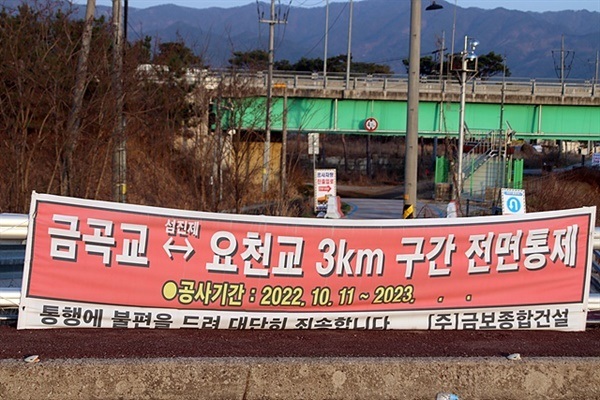 섬진제
금곡교 ↔ 요천교 3km 구간 전면통제
●공사기간 : 2022. 10. 11 ~ 2023. . .
통행에 불편을 드려 대단히 죄송합니다 [주]금보종합건설